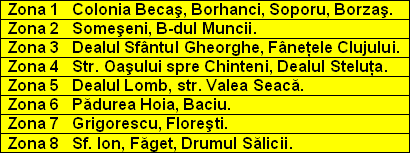 Zona 1 Colonia Becaş, Borhanci, Soporu, Borzaş.
Zona 2 Someşeni, B-dul Muncii.
Zona 3 Dealul Sfântul Gheorghe, Fâneţele Clujului.
Zona 4 Str. Oaşului spre Chinteni, Dealul Steluţa.
Zona 5 Dealul Lomb, str. Valea Seacă.
Zona 6 Pădurea Hoia, Baciu.
Zona 7 Grigorescu, Floreşti.
Zona 8 Sf. Ion, Făget, Drumul Sălicii.